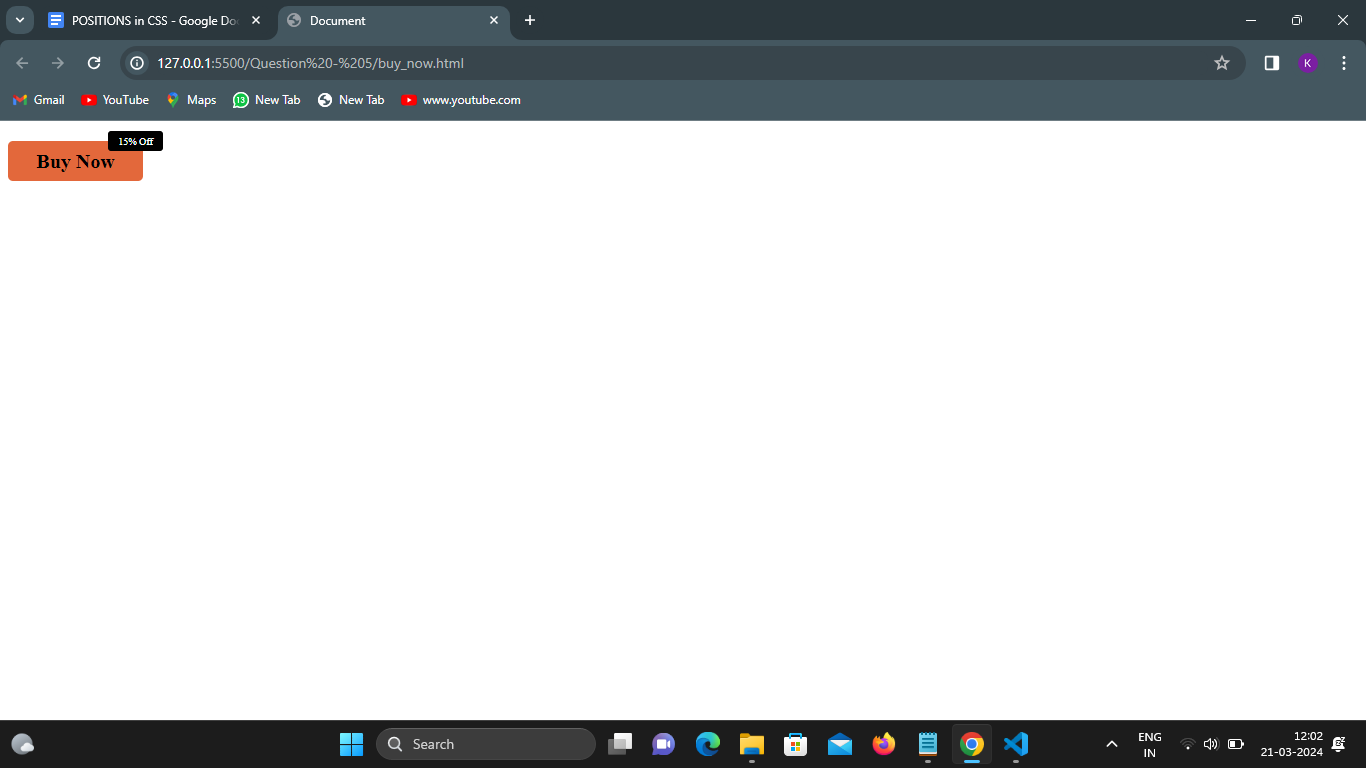 POSITIONS in CSS - Google Do
Document
127.0.0.1:5500/Question%20-%205/buy_now.html
K
Gmail
YouTube
Maps
13
New Tab
New Tab
www.youtube.com
15% Off
Buy Now
Search
ENG
IN
12:02
21-03-2024